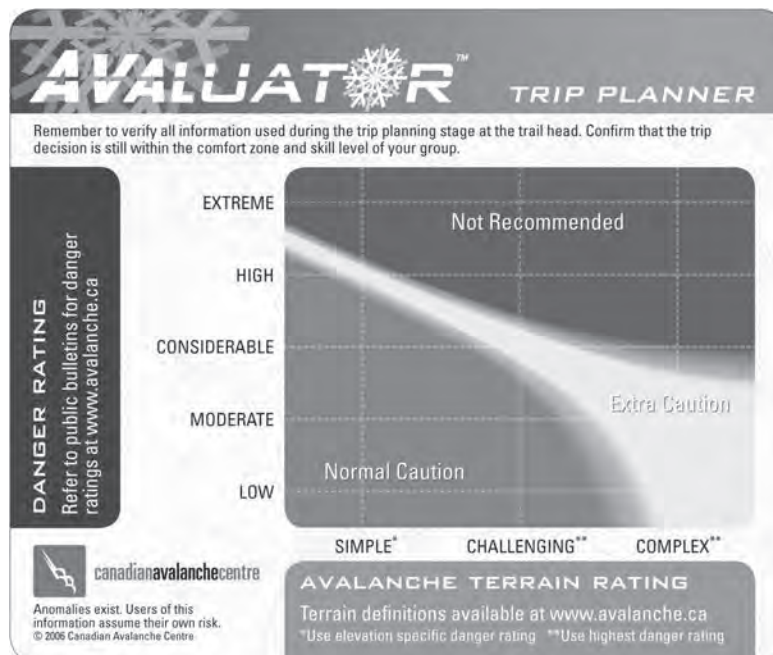 AVALUATOR™
TRIP PLANNER
Remember to verify all information used during the trip planning stage at the trail head. Confirm that the trip
decision is still within the comfort zone and skill level of your group.
DANGER RATING
Refer to public bulletins for danger
ratings at www.avalanche.ca
EXTREME
HIGH
CONSIDERABLE
MODERATE
LOW
Not Recommended
Extra Caution
Normal Caution
SIMPLE*
CHALLENGING**
COMPLEX**
canadianavalanchecentre
Anomalies exist. Users of this
information assume their own risk.
© 2006 Canadian Avalanche Centre
AVALANCHE TERRAIN RATING
Terrain definitions available at www.avalanche.ca
*Use elevation specific danger rating **Use highest danger rating